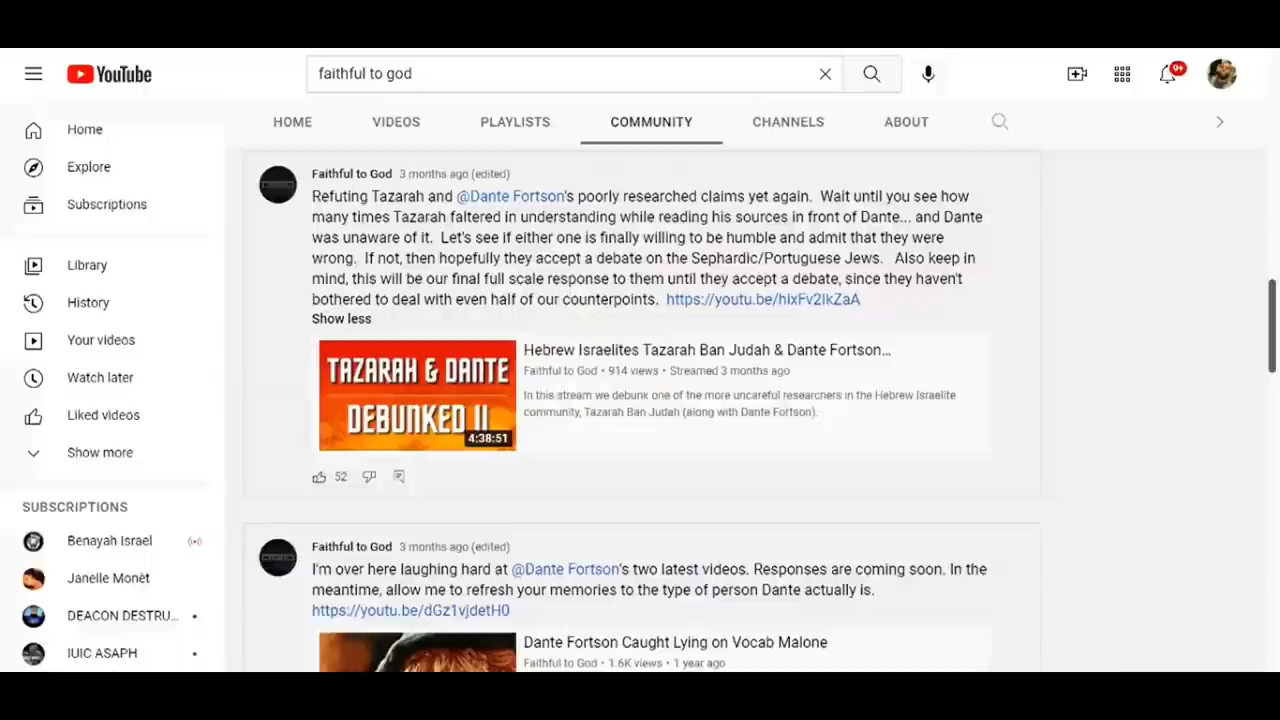 YouTube
faithful to god
9+
HOME VIDEOS PLAYLISTS COMMUNITY CHANNELS ABOUT
Home
Explore
Subscriptions
Library
History
Your videos
Watch later
Liked videos
Show more
SUBSCRIPTIONS
Benayah Israel
Janelle Monèt
DEACON DESTRU...
IUIC ASAPH
Faithful to God 3 months ago (edited)
Refuting Tazarah and @Dante Fortson's poorly researched claims yet again. Wait until you see how
many times Tazarah faltered in understanding while reading his sources in front of Dante... and Dante
was unaware of it. Let's see if either one is finally willing to be humble and admit that they were
wrong. If not, then hopefully they accept a debate on the Sephardic/Portuguese Jews. Also keep in
mind, this will be our final full scale response to them until they accept a debate, since they haven't
bothered to deal with even half of our counterpoints. https://youtu.be/hIxFv2IkZaA
Show less
TAZARAH & DANTE
DEBUNKED II
4:38:51
Hebrew Israelites Tazarah Ban Judah & Dante Fortson...
Faithful to God • 914 views • Streamed 3 months ago
In this stream we debunk one of the more uncareful researchers in the Hebrew Israelite
community, Tazarah Ban Judah (along with Dante Fortson).
52
Faithful to God 3 months ago (edited)
I'm over here laughing hard at @Dante Fortson's two latest videos. Responses are coming soon. In the
meantime, allow me to refresh your memories to the type of person Dante actually is.
https://youtu.be/dGz1vjdetH0
Dante Fortson Caught Lying on Vocab Malone
Faithful to God • 1.6K views • 1 year ago